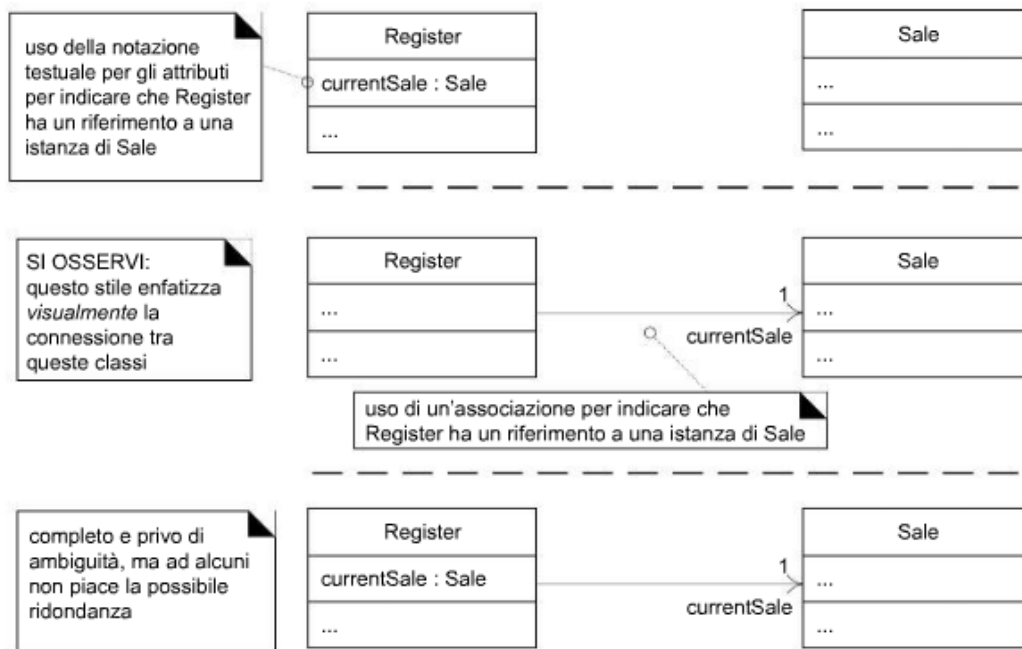 uso della notazione
testuale per gli attributi
per indicare che Register
ha un riferimento a una
istanza di Sale
Register
currentSale : Sale
...
Sale
...
...
SI OSSERVI:
questo stile enfatizza
visualmente la
connessione tra
queste classi
Register
...
...
1
currentSale
Sale
...
...
uso di un'associazione per indicare che
Register ha un riferimento a una istanza di Sale
completo e privo di
ambiguità, ma ad alcuni
non piace la possibile
ridondanza
Register
currentSale : Sale
...
1
currentSale
Sale
...
...